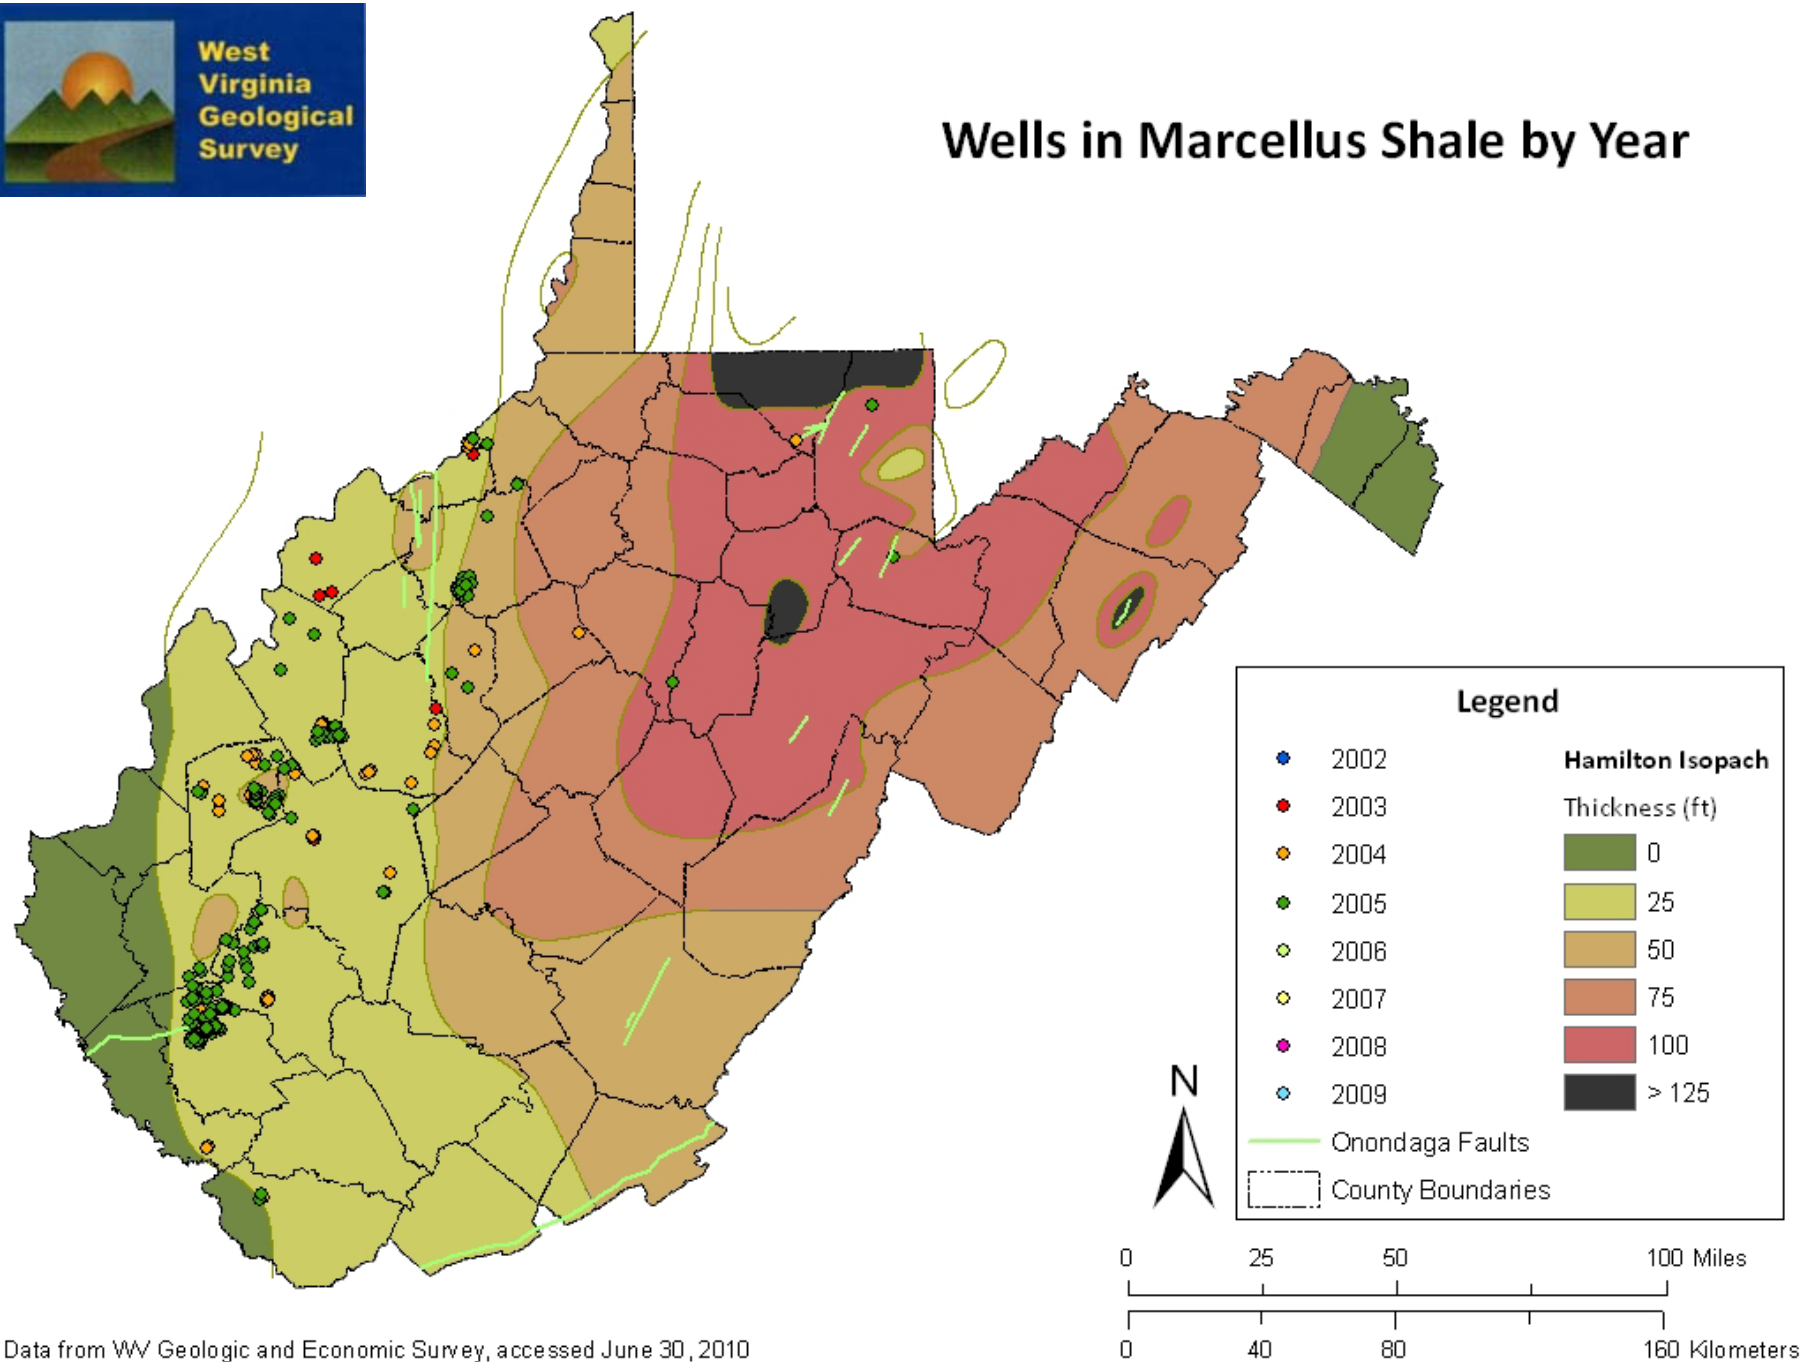 West
Virginia
Geological
Survey
Wells in Marcellus Shale by Year
Legend
2002
2003
2004
2005
2006
2007
2008
2009
Hamilton Isopach
Thickness (ft)
0
25
50
75
100
> 125
Onondaga Faults
County Boundaries
N
0 25 50 100 Miles
0 40 80 160 Kilometers
Data from WV Geologic and Economic Survey, accessed June 30, 2010